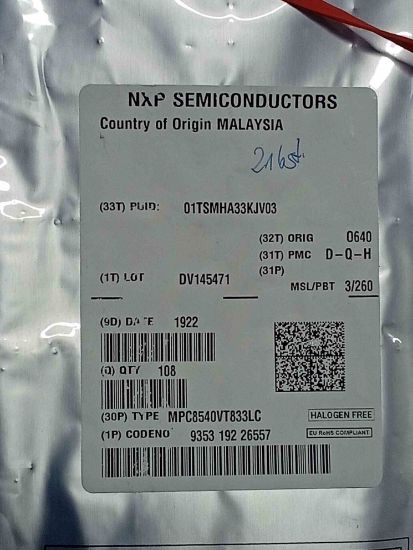 NXP SEMICONDUCTORS
Country of Origin MALAYSIA
216st
(33T) PUID: 01TSMHA33KJV03
(32T) ORIG 0640
(31T) PMC D-Q-H
(31P)
(1T) LOT DV145471
MSL/PBT 3/260
(9D) DATE 1922
(Q) QTY 108
(30P) TYPE MPC8540VT833LC
HALOGEN FREE
(1P) CODENO 9353 192 26557
EU RoHS COMPLIANT